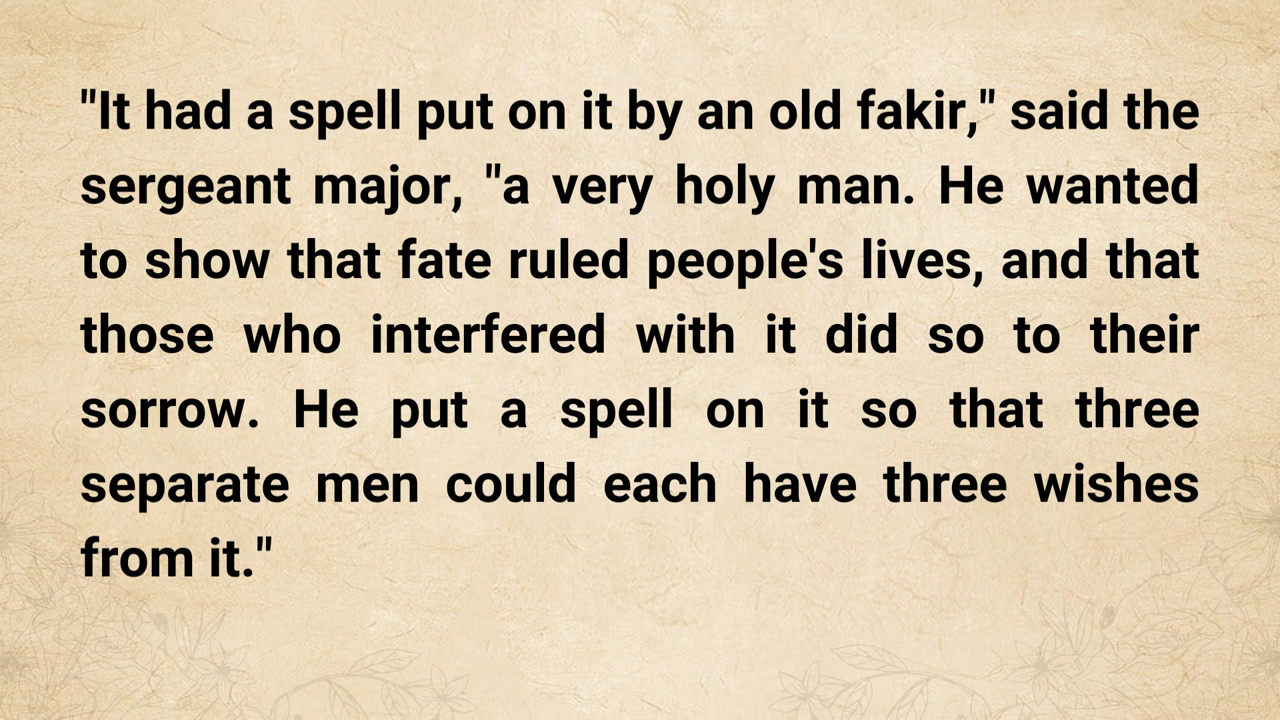 "It had a spell put on it by an old fakir," said the
sergeant major, "a very holy man. He wanted
to show that fate ruled people's lives, and that
those who interfered with it did so to their
sorrow. He put a spell on it so that three
separate men could each have three wishes
from it."